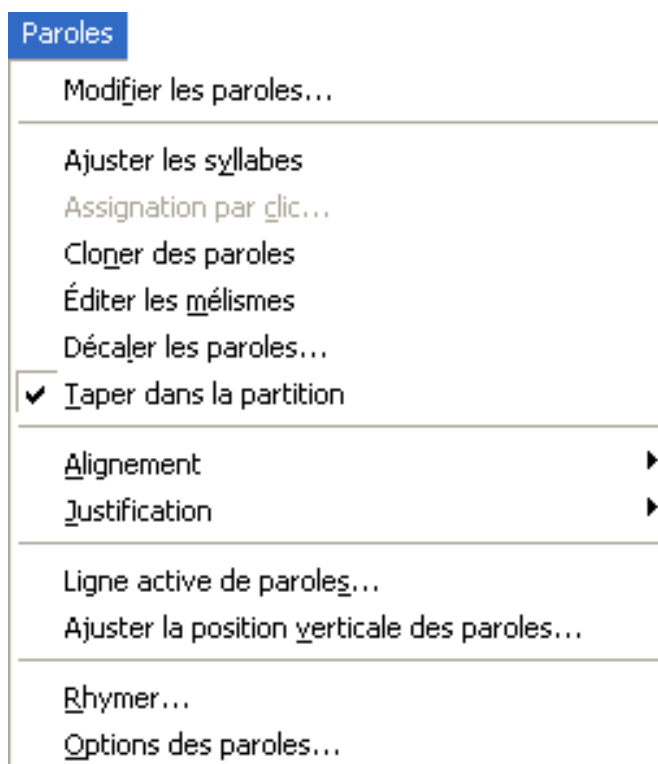 Paroles
Modifier les paroles...
Ajuster les syllabes
Assignation par clic...
Cloner des paroles
Éditer les mélismes
Décaler les paroles...
Taper dans la partition
Alignement
Justification
Ligne active de paroles...
Ajuster la position verticale des paroles...
Rhymer...
Options des paroles...